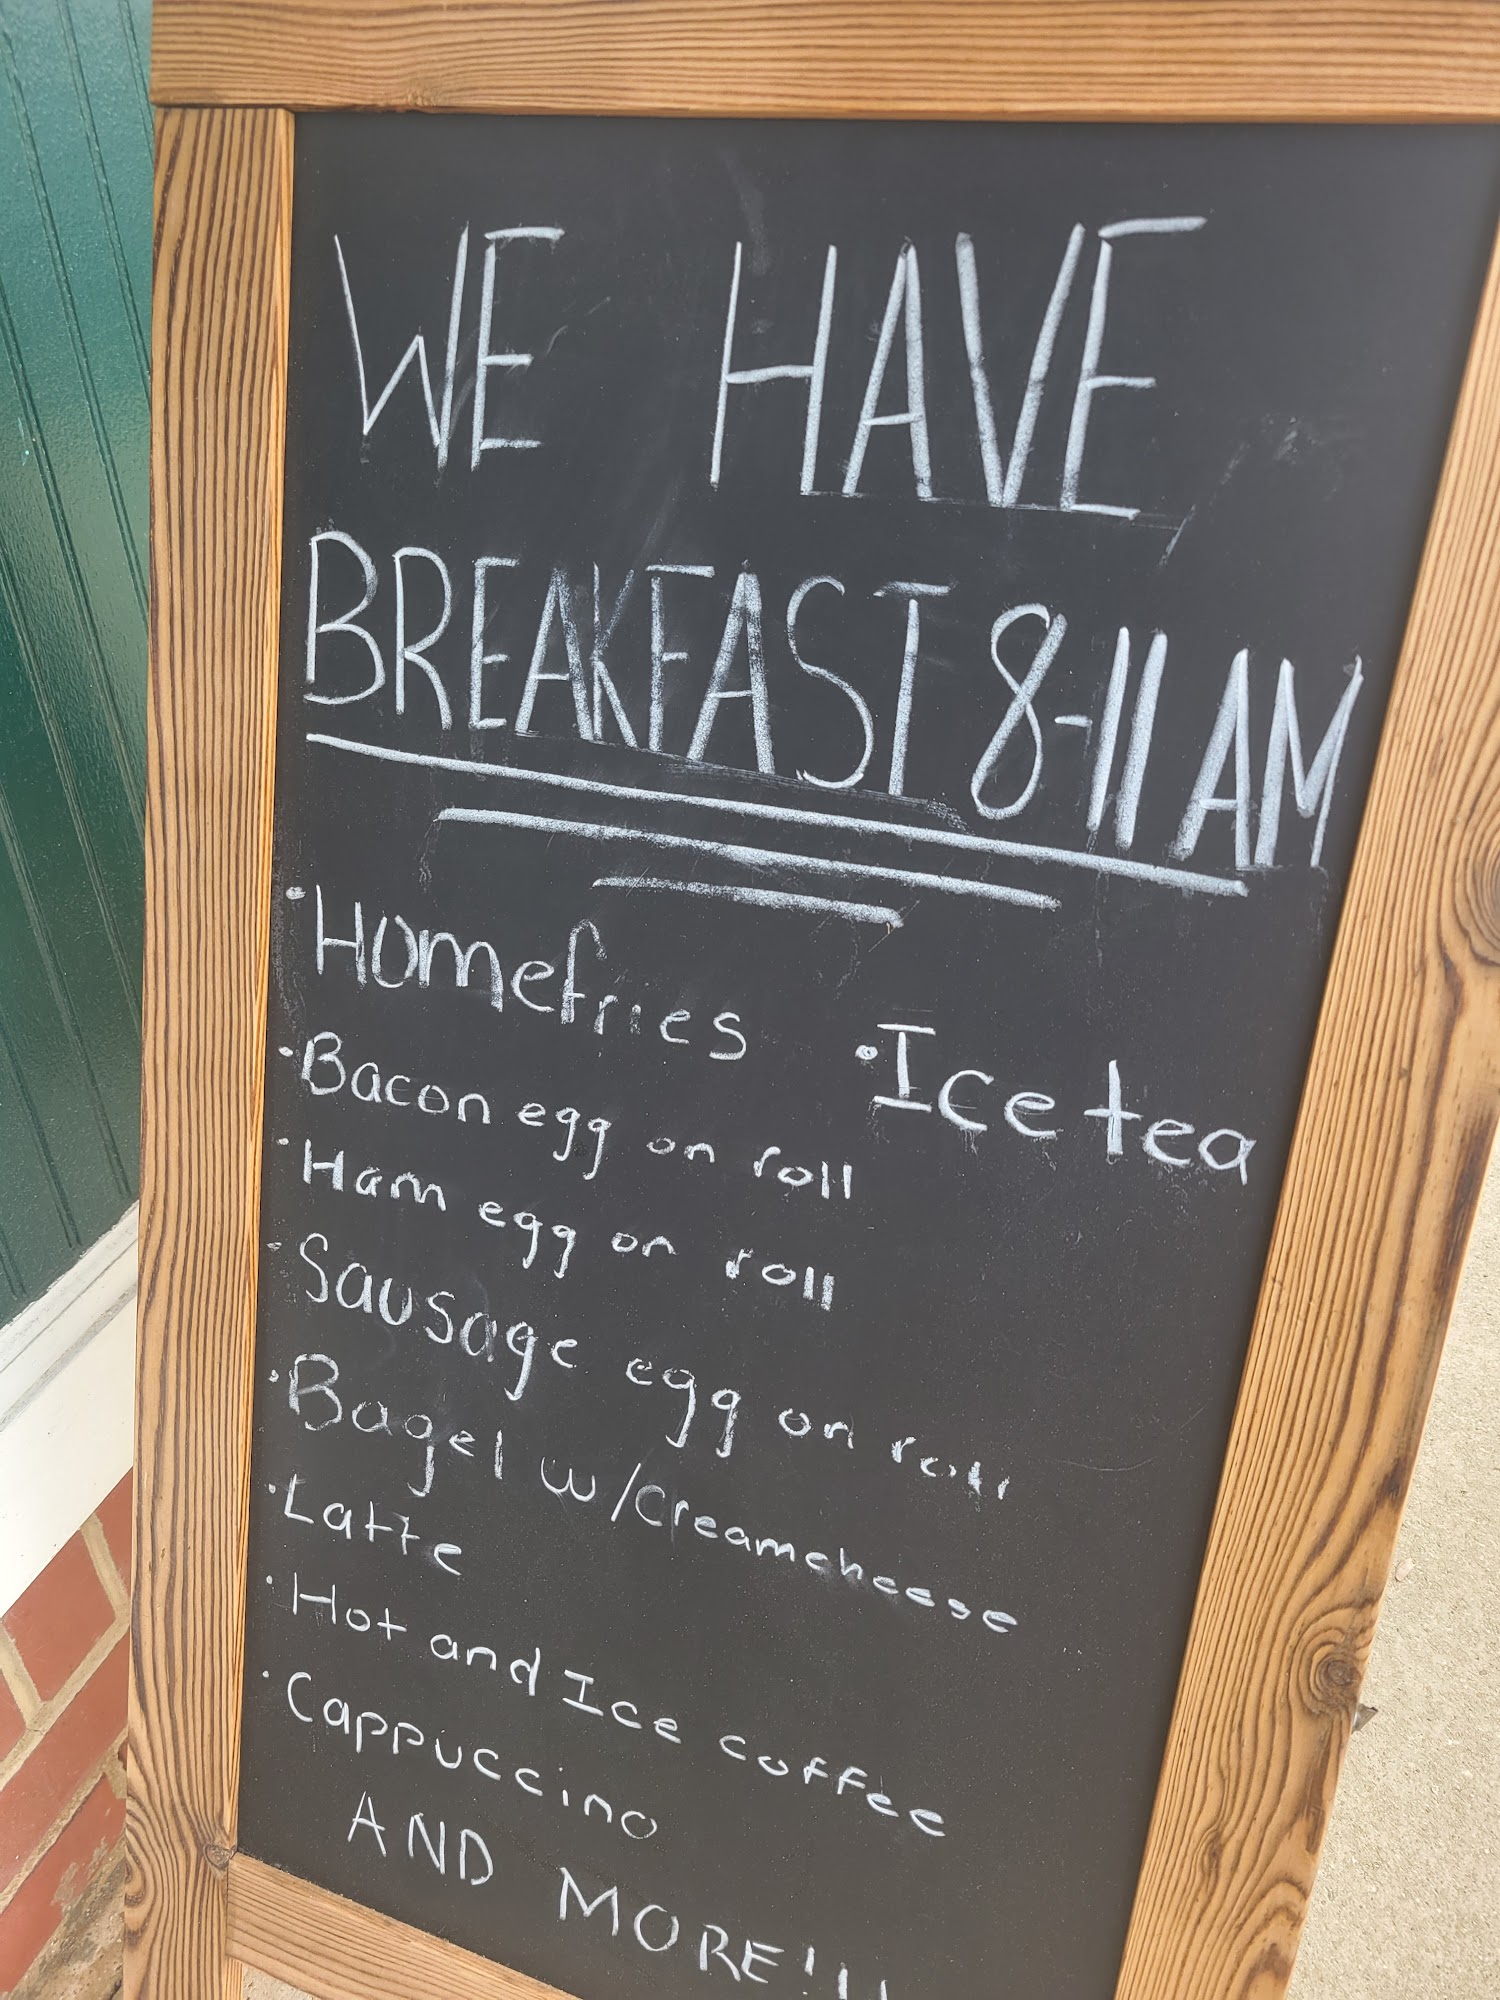 WE HAVE
BREAKFAST 8-11 AM
· Homefries
· Ice tea
· Bacon egg on roll
· Ham egg on roll
· Sausage egg on roll
· Bagel w/Creamcheese
· Latte
· Hot and Ice coffee
· Cappuccino
AND MORE!!!